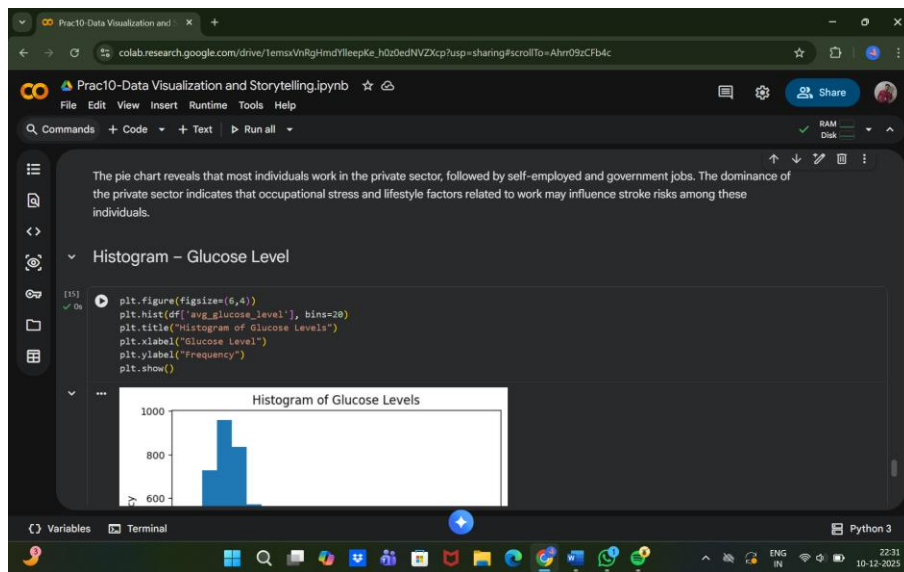 Prac10-Data Visualization and S
colab.research.google.com/drive/1emsxVnRgHmdYlleepKe_h0z0edNVZXcp?usp=sharing#scrollTo=Ahrr09zCFb4c
Prac10-Data Visualization and Storytelling.ipynb
File Edit View Insert Runtime Tools Help
Share
Commands + Code + Text Run all
RAM
Disk
The pie chart reveals that most individuals work in the private sector, followed by self-employed and government jobs. The dominance of
the private sector indicates that occupational stress and lifestyle factors related to work may influence stroke risks among these
individuals.
Histogram – Glucose Level
[15]
0s
plt.figure(figsize=(6,4))
plt.hist(df['avg_glucose_level'], bins=20)
plt.title("Histogram of Glucose Levels")
plt.xlabel("Glucose Level")
plt.ylabel("Frequency")
plt.show()
Histogram of Glucose Levels
1000
800
600
cy
{} Variables Terminal
Python 3
3
ENG
IN
22:31
10-12-2025